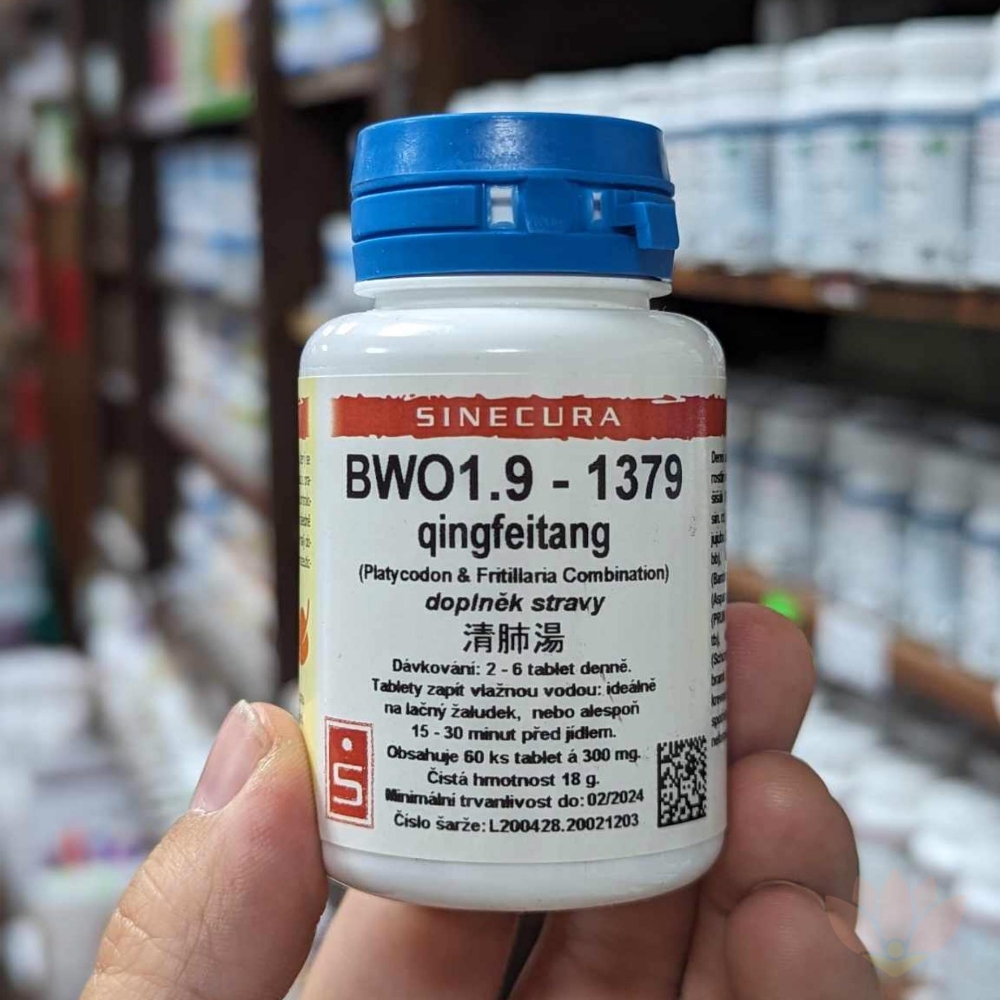 SINECURA
BWO1.9 - 1379
qingfeitang
(Platycodon & Fritillaria Combination)
doplněk stravy
清肺湯
Dávkování: 2 - 6 tablet denně.
Tablety zapít vlažnou vodou: ideálně
na lačný žaludek, nebo alespoň
15 - 30 minut před jídlem.
Obsahuje 60 ks tablet á 300 mg.
Čistá hmotnost 18 g.
Minimální trvanlivost do: 02/2024
Číslo šarže: L200428.20021203
S